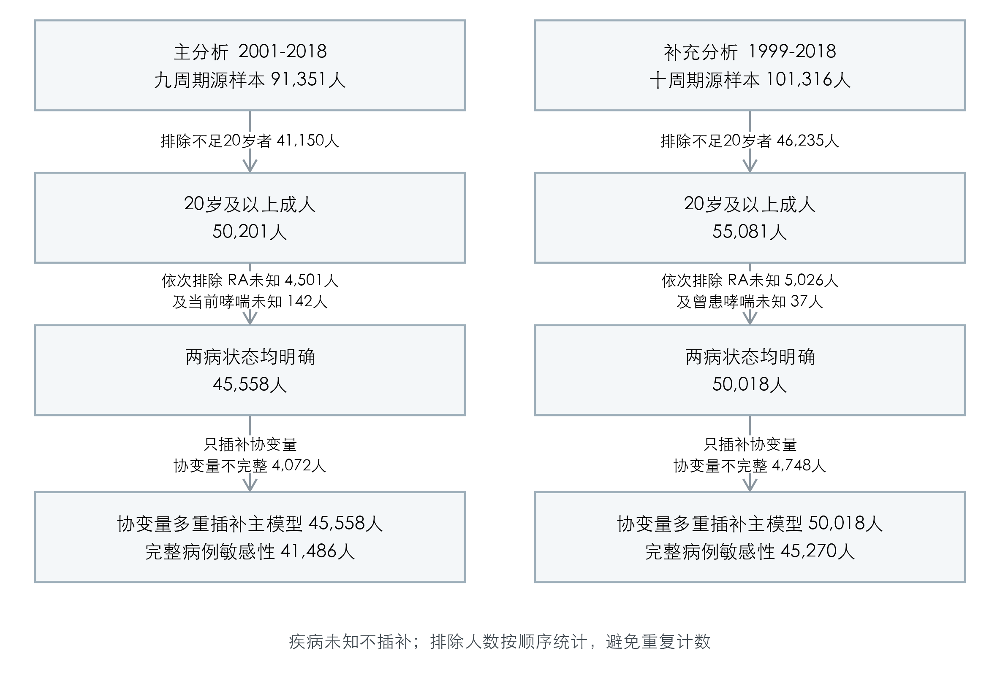 主分析 2001-2018
九周期源样本 91,351人
排除不足20岁者 41,150人
20岁及以上成人
50,201人
依次排除 RA未知 4,501人
及当前哮喘未知 142人
两病状态均明确
45,558人
只插补协变量
协变量不完整 4,072人
协变量多重插补主模型 45,558人
完整病例敏感性 41,486人
补充分析 1999-2018
十周期源样本 101,316人
排除不足20岁者 46,235人
20岁及以上成人
55,081人
依次排除 RA未知 5,026人
及曾患哮喘未知 37人
两病状态均明确
50,018人
只插补协变量
协变量不完整 4,748人
协变量多重插补主模型 50,018人
完整病例敏感性 45,270人
疾病未知不插补；排除人数按顺序统计，避免重复计数